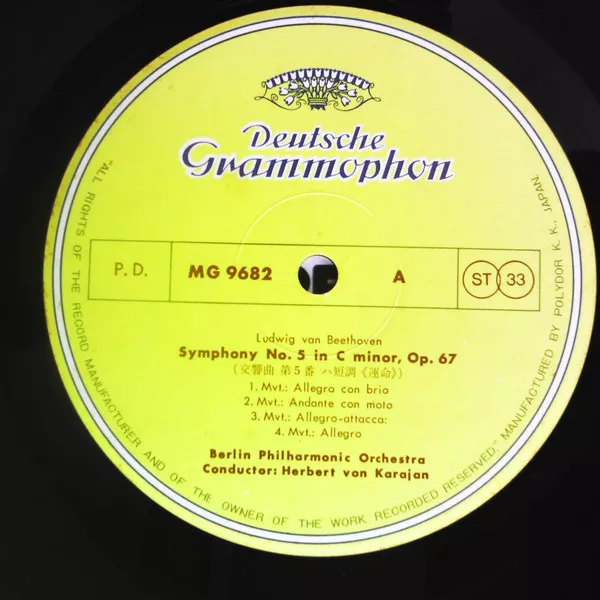 Deutsche
Grammophon
P. D.
MG 9682
A
ST 33
Ludwig van Beethoven
Symphony No. 5 in C minor, Op. 67
(交響曲 第5番 ハ短調《運命》)
1. Mvt.: Allegro con brio
2. Mvt.: Andante con moto
3. Mvt.: Allegro-attacca:
4. Mvt.: Allegro
Berlin Philharmonic Orchestra
Conductor: Herbert von Karajan
"ALL RIGHTS OF THE RECORD MANUFACTURER AND OF THE OWNER OF THE WORK RECORDED RESERVED." MANUFACTURED BY POLYDOR K. K., JAPAN.